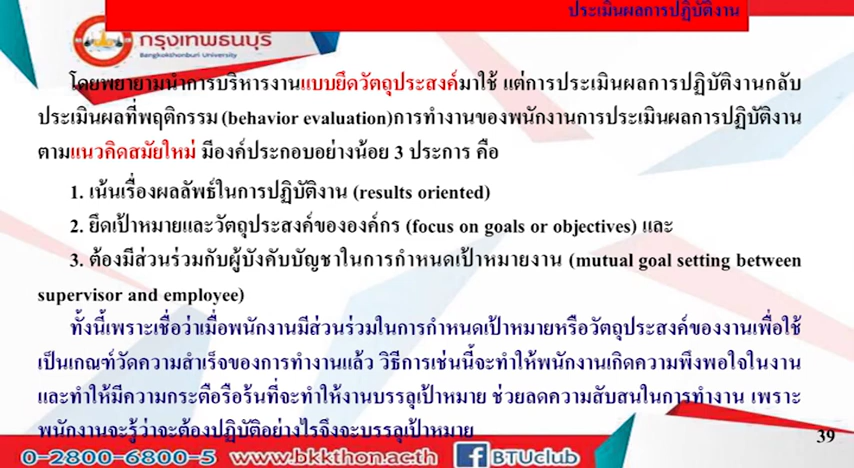 ประเมินผลการปฏิบัติงาน
กรุงเทพธนบุรี
Bangkokthonburi University
โดยพยายามนำการบริหารงานแบบยึดวัตถุประสงค์มาใช้ แต่การประเมินผลการปฏิบัติงานกลับ
ประเมินผลที่พฤติกรรม (behavior evaluation)การทำงานของพนักงานการประเมินผลการปฏิบัติงาน
ตามแนวคิดสมัยใหม่ มีองค์ประกอบอย่างน้อย 3 ประการ คือ
1. เน้นเรื่องผลลัพธ์ในการปฏิบัติงาน (results oriented)
2. ยึดเป้าหมายและวัตถุประสงค์ขององค์กร (focus on goals or objectives) และ
3. ต้องมีส่วนร่วมกับผู้บังคับบัญชาในการกำหนดเป้าหมายงาน (mutual goal setting between
supervisor and employee)
ทั้งนี้เพราะเชื่อว่าเมื่อพนักงานมีส่วนร่วมในการกำหนดเป้าหมายหรือวัตถุประสงค์ของงานเพื่อใช้
เป็นเกณฑ์วัดความสำเร็จของการทำงานแล้ว วิธีการเช่นนี้จะทำให้พนักงานเกิดความพึงพอใจในงาน
และทำให้มีความกระตือรือร้นที่จะทำให้งานบรรลุเป้าหมาย ช่วยลดความสับสนในการทำงาน เพราะ
พนักงานจะรู้ว่าจะต้องปฏิบัติอย่างไรจึงจะบรรลุเป้าหมาย
39
0-2800-6800-5 www.bkkthon.ac.th f BTUclub